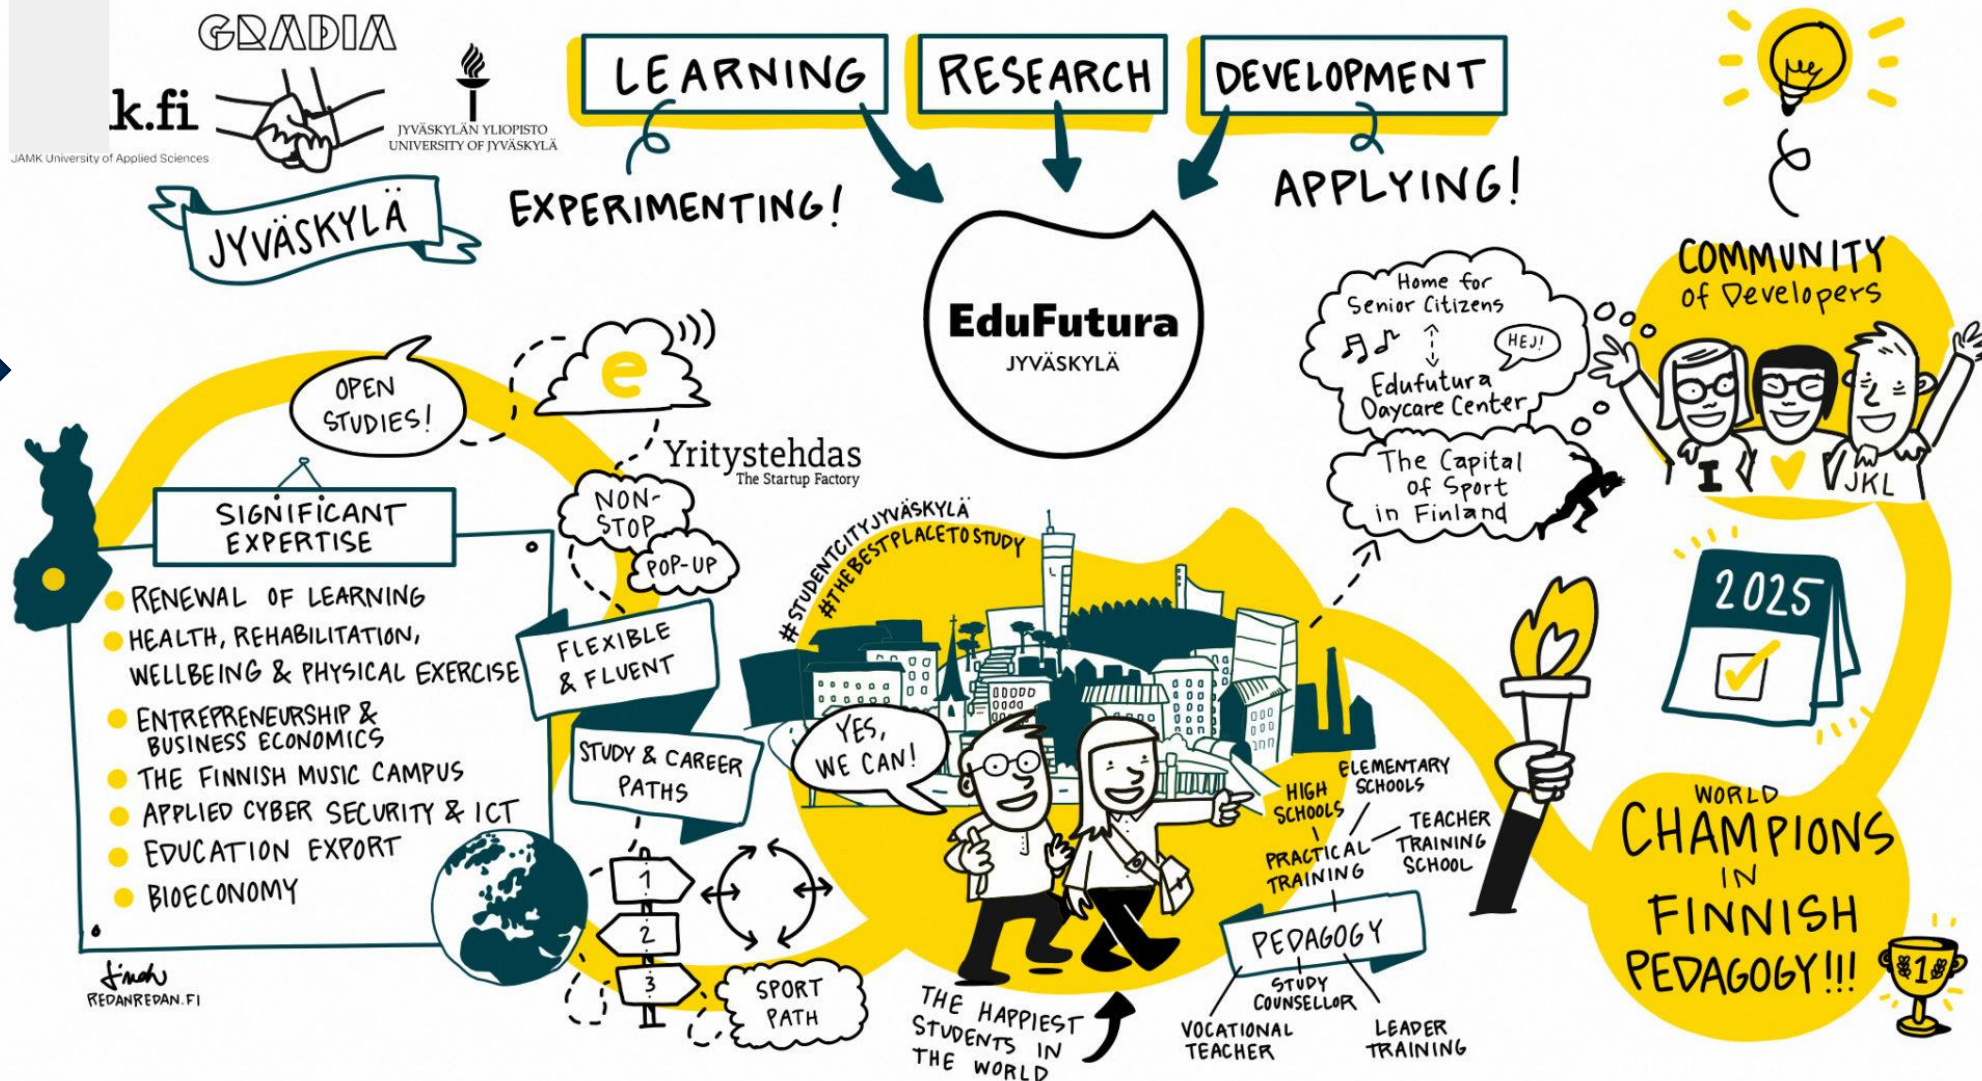 GRADIA
k.fi
JAMK University of Applied Sciences
JYVÄSKYLÄN YLIOPISTO
UNIVERSITY OF JYVÄSKYLÄ
JYVÄSKYLÄ
LEARNING
RESEARCH
DEVELOPMENT
EXPERIMENTING!
APPLYING!
EduFutura
JYVÄSKYLÄ
COMMUNITY
of Developers
Home for
Senior Citizens
HEJ!
Edufutura
Daycare Center
The Capital
of Sport
in Finland
I
JKL
OPEN
STUDIES!
e
Yritystehdas
The Startup Factory
NON-
STOP
POP-UP
SIGNIFICANT
EXPERTISE
RENEWAL OF LEARNING
HEALTH, REHABILITATION,
WELLBEING & PHYSICAL EXERCISE
ENTREPRENEURSHIP &
BUSINESS ECONOMICS
THE FINNISH MUSIC CAMPUS
APPLIED CYBER SECURITY & ICT
EDUCATION EXPORT
BIOECONOMY
REDANREDAN.FI
FLEXIBLE
& FLUENT
STUDY & CAREER
PATHS
1
2
3
SPORT
PATH
#STUDENTCITYJYVÄSKYLÄ
#THEBESTPLACETOSTUDY
YES,
WE CAN!
THE HAPPIEST
STUDENTS IN
THE WORLD
ELEMENTARY
SCHOOLS
HIGH
SCHOOLS
TEACHER
TRAINING
SCHOOL
PRACTICAL
TRAINING
PEDAGOGY
STUDY
COUNSELLOR
VOCATIONAL
TEACHER
LEADER
TRAINING
2025
WORLD
CHAMPIONS
IN
FINNISH
PEDAGOGY!!!
1